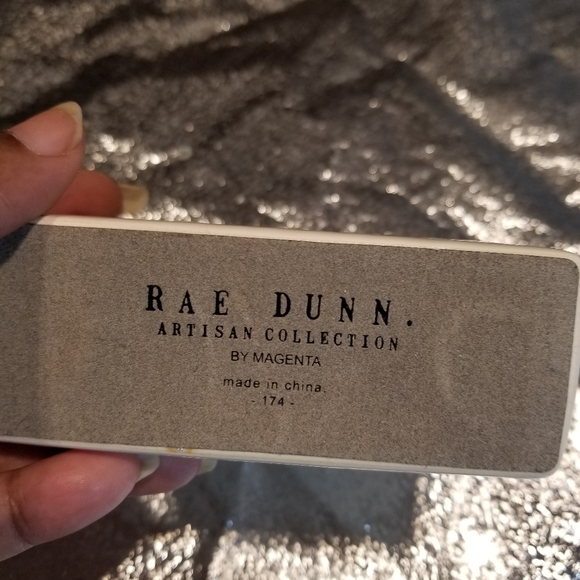 RAE DUNN.
ARTISAN COLLECTION
BY MAGENTA
made in china.
- 174 -